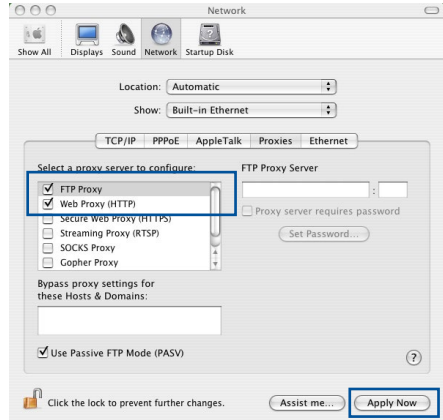 Network
Show All Displays Sound Network Startup Disk
Location: Automatic
Show: Built-in Ethernet
TCP/IP PPPoE AppleTalk Proxies Ethernet
Select a proxy server to configure: FTP Proxy Server
FTP Proxy
Web Proxy (HTTP) :
Secure Web Proxy (HTTPS) Proxy server requires password
Streaming Proxy (RTSP) Set Password...
SOCKS Proxy
Gopher Proxy
Bypass proxy settings for
these Hosts & Domains:
Use Passive FTP Mode (PASV) ?
Click the lock to prevent further changes. Assist me... Apply Now